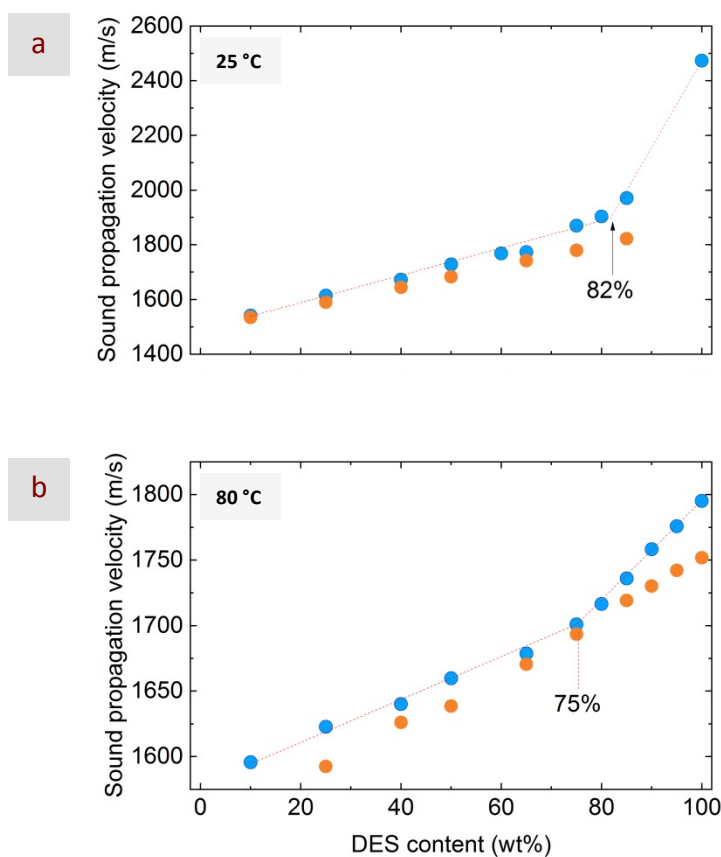 a
25 °C
Sound propagation velocity (m/s)
2600
2400
2200
2000
1800
1600
1400
82%
b
80 °C
Sound propagation velocity (m/s)
1800
1750
1700
1650
1600
75%
0 20 40 60 80 100
DES content (wt%)